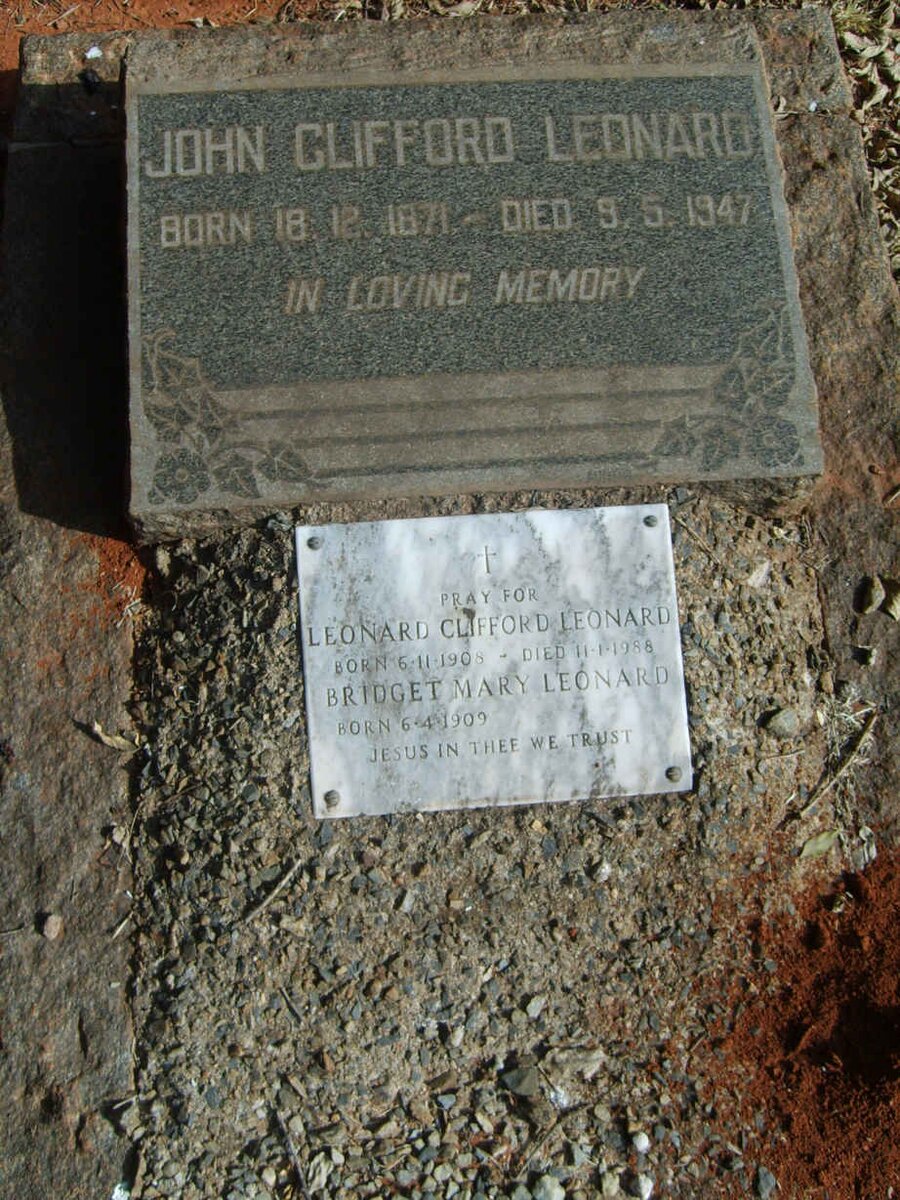 JOHN CLIFFORD LEONARD
BORN 18. 12. 1871 - DIED 9. 5. 1947
IN LOVING MEMORY
PRAY FOR
LEONARD CLIFFORD LEONARD
BORN 6·11·1908 - DIED 11·1·1988
BRIDGET MARY LEONARD
BORN 6·4·1909
JESUS IN THEE WE TRUST